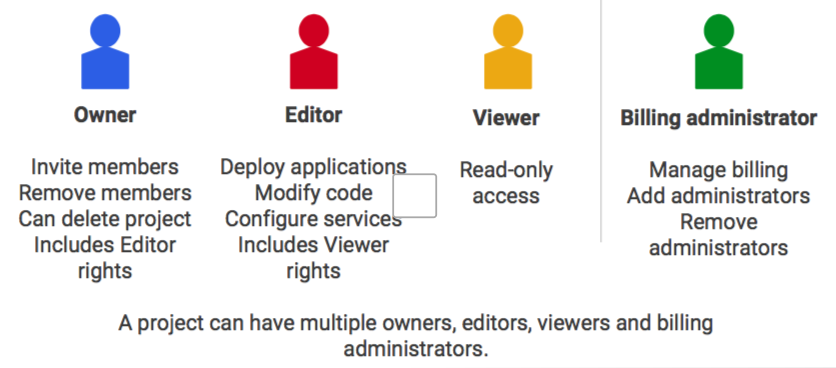 Owner
Invite members
Remove members
Can delete project
Includes Editor
rights
Editor
Deploy applications
Modify code
Configure services
Includes Viewer
rights
Viewer
Read-only
access
Billing administrator
Manage billing
Add administrators
Remove
administrators
A project can have multiple owners, editors, viewers and billing
administrators.